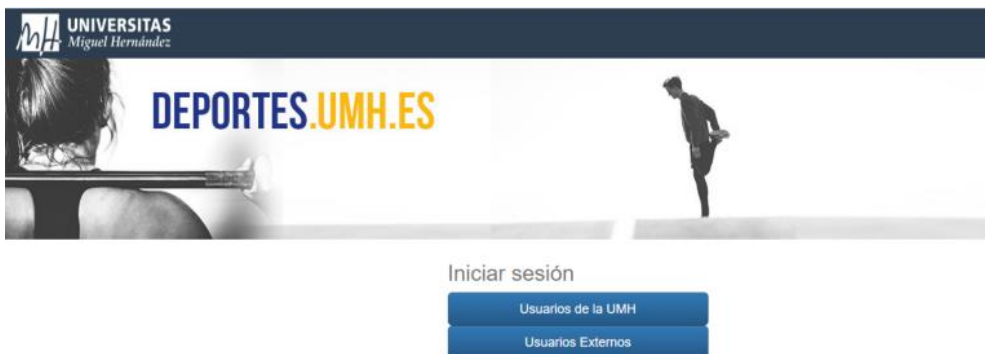 UNIVERSITAS
Miguel Hernández
DEPORTES.UMH.ES
Iniciar sesión
Usuarios de la UMH
Usuarios Externos